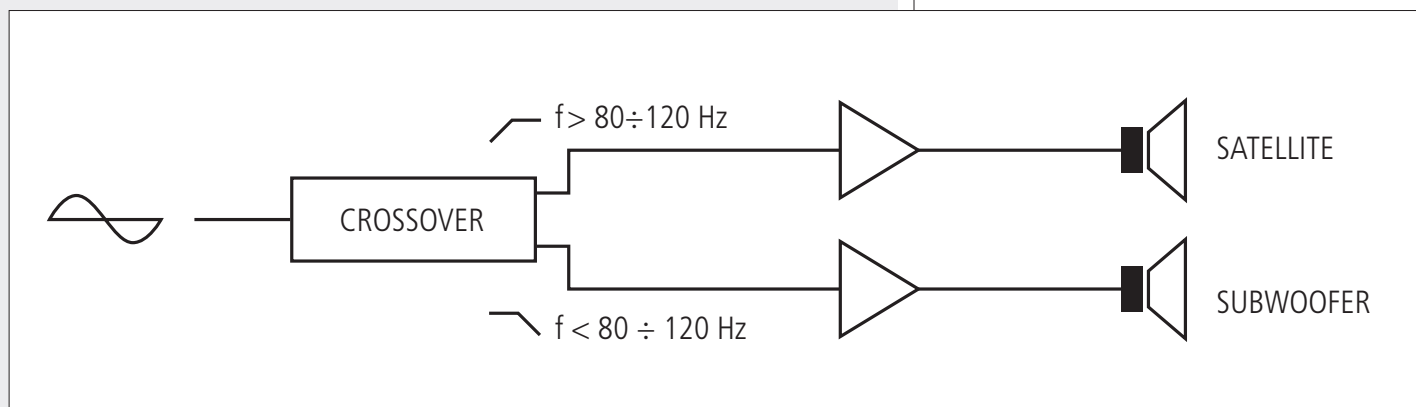 f > 80÷120 Hz
SATELLITE
CROSSOVER
SUBWOOFER
f < 80 ÷ 120 Hz